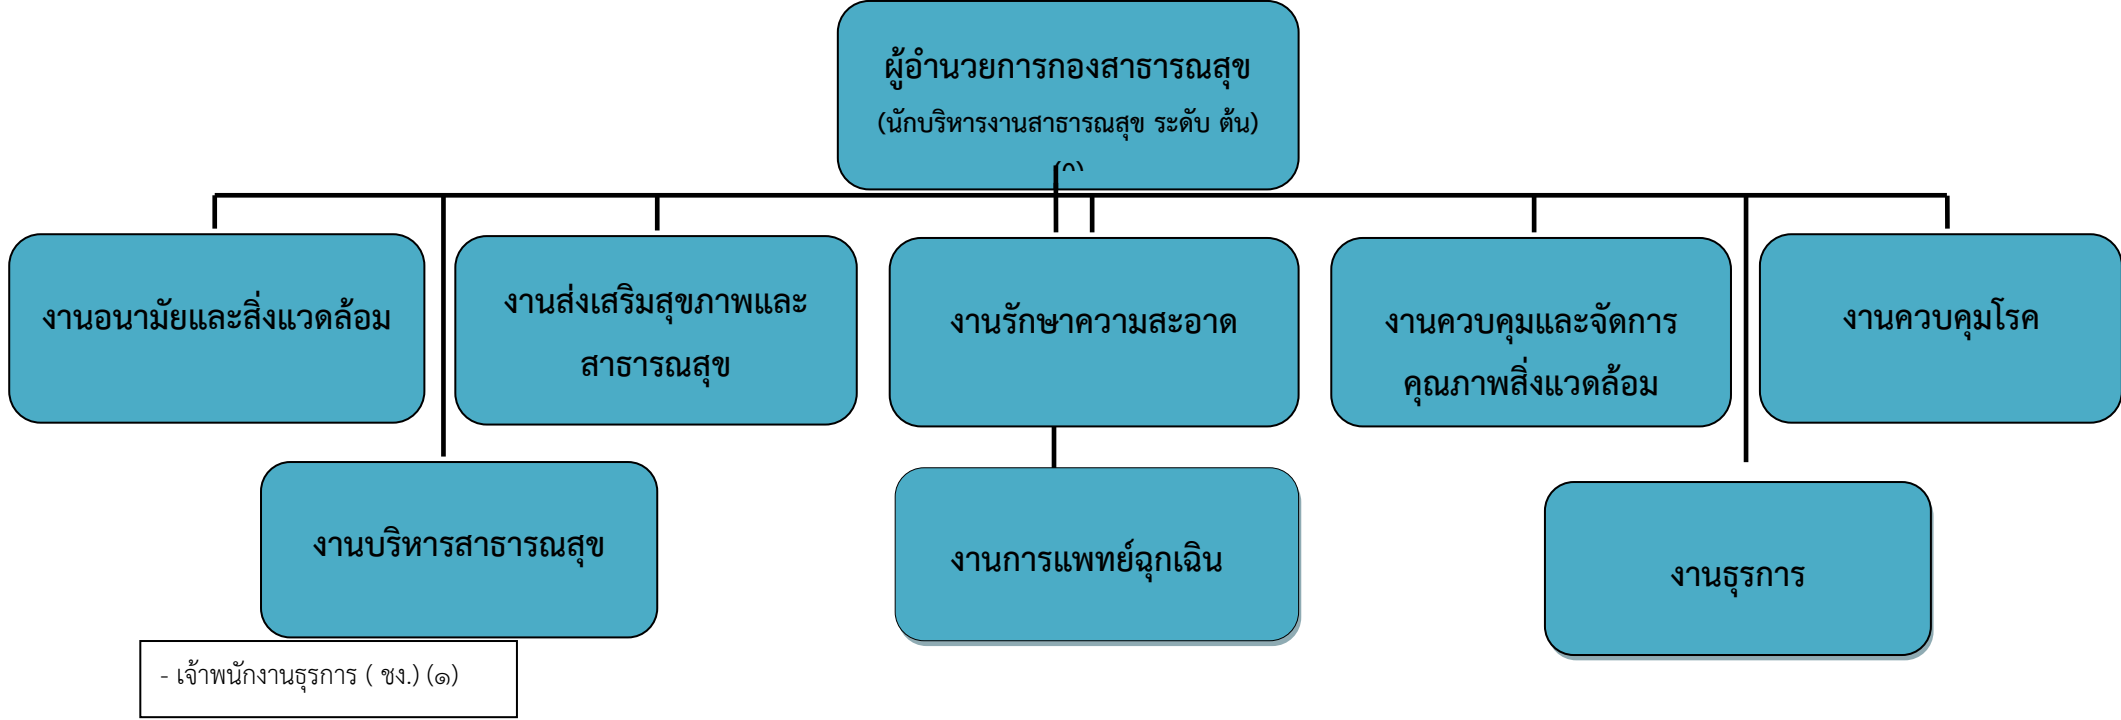 ผู้อำนวยการกองสาธารณสุข
(นักบริหารงานสาธารณสุข ระดับ ต้น)
งานอนามัยและสิ่งแวดล้อม
งานส่งเสริมสุขภาพและ
สาธารณสุข
งานรักษาความสะอาด
งานควบคุมและจัดการ
คุณภาพสิ่งแวดล้อม
งานควบคุมโรค
งานบริหารสาธารณสุข
งานการแพทย์ฉุกเฉิน
งานธุรการ
- เจ้าพนักงานธุรการ ( ชง.) (๑)